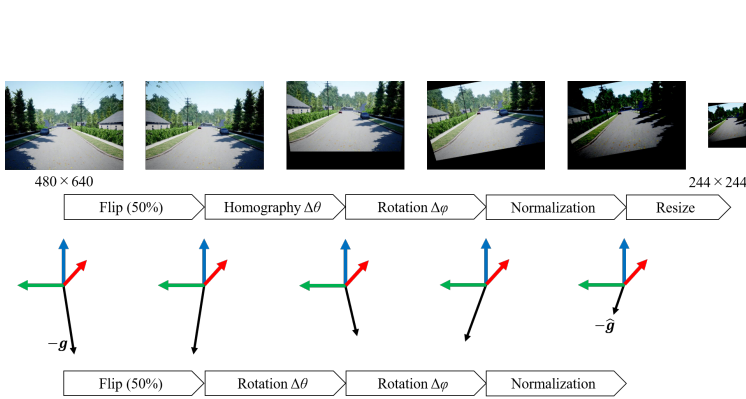 480×640
244×244
Flip (50%)
Homography Δθ
Rotation Δφ
Normalization
Resize
−g
−ĝ
Flip (50%)
Rotation Δθ
Rotation Δφ
Normalization